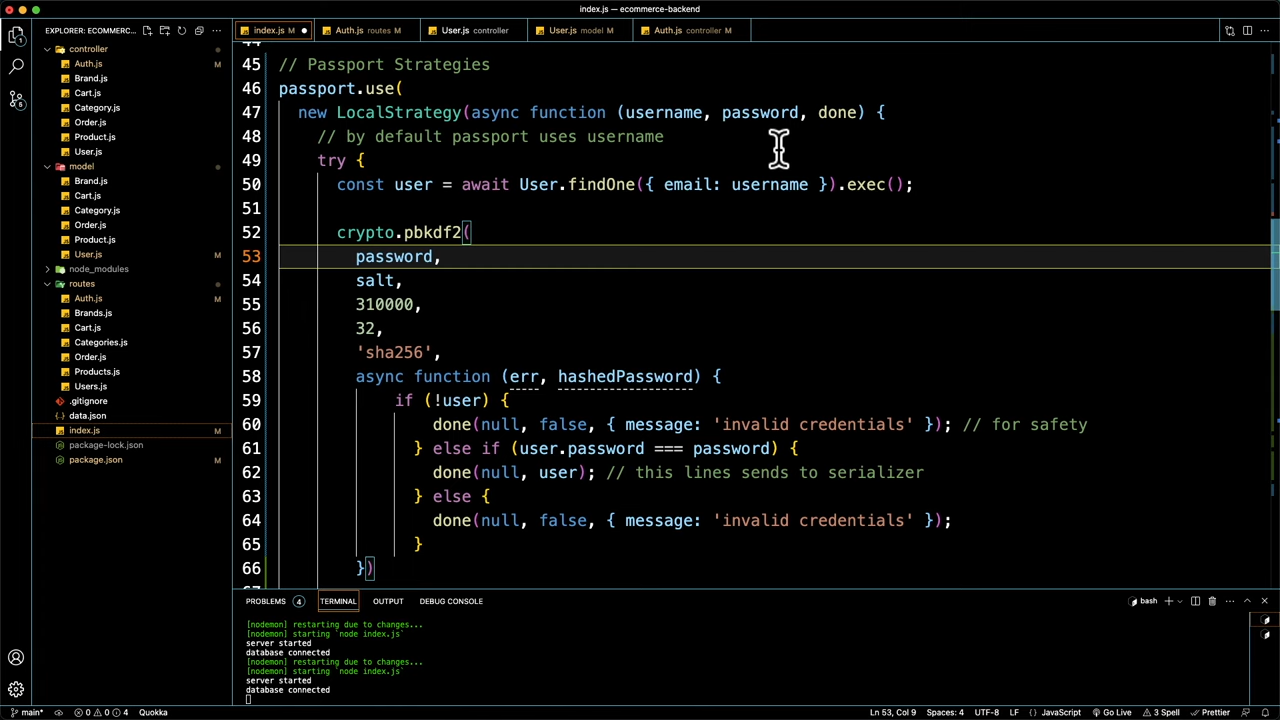 index.js — ecommerce-backend
EXPLORER: ECOMMERC...
index.js M
Auth.js routes M
User.js controller
User.js model M
Auth.js controller M
controller
Auth.js M
Brand.js
Cart.js
Category.js
Order.js
Product.js
User.js
model
Brand.js
Cart.js
Category.js
Order.js
Product.js
User.js M
node_modules
routes
Auth.js M
Brands.js
Cart.js
Categories.js
Order.js
Products.js
Users.js
.gitignore
data.json
index.js M
package-lock.json
package.json M
44
45 // Passport Strategies
46 passport.use(
47 new LocalStrategy(async function (username, password, done) {
48 // by default passport uses username
49 try {
50 const user = await User.findOne({ email: username }).exec();
51
52 crypto.pbkdf2(
53 password,
54 salt,
55 310000,
56 32,
57 'sha256',
58 async function (err, hashedPassword) {
59 if (!user) {
60 done(null, false, { message: 'invalid credentials' }); // for safety
61 } else if (user.password === password) {
62 done(null, user); // this lines sends to serializer
63 } else {
64 done(null, false, { message: 'invalid credentials' });
65 }
66 })
PROBLEMS 4 TERMINAL OUTPUT DEBUG CONSOLE
bash
[nodemon] restarting due to changes...
[nodemon] starting `node index.js`
server started
database connected
[nodemon] restarting due to changes...
[nodemon] starting `node index.js`
server started
database connected
main* 0 0 4 Quokka
Ln 53, Col 9 Spaces: 4 UTF-8 LF {} JavaScript Go Live 3 Spell Prettier